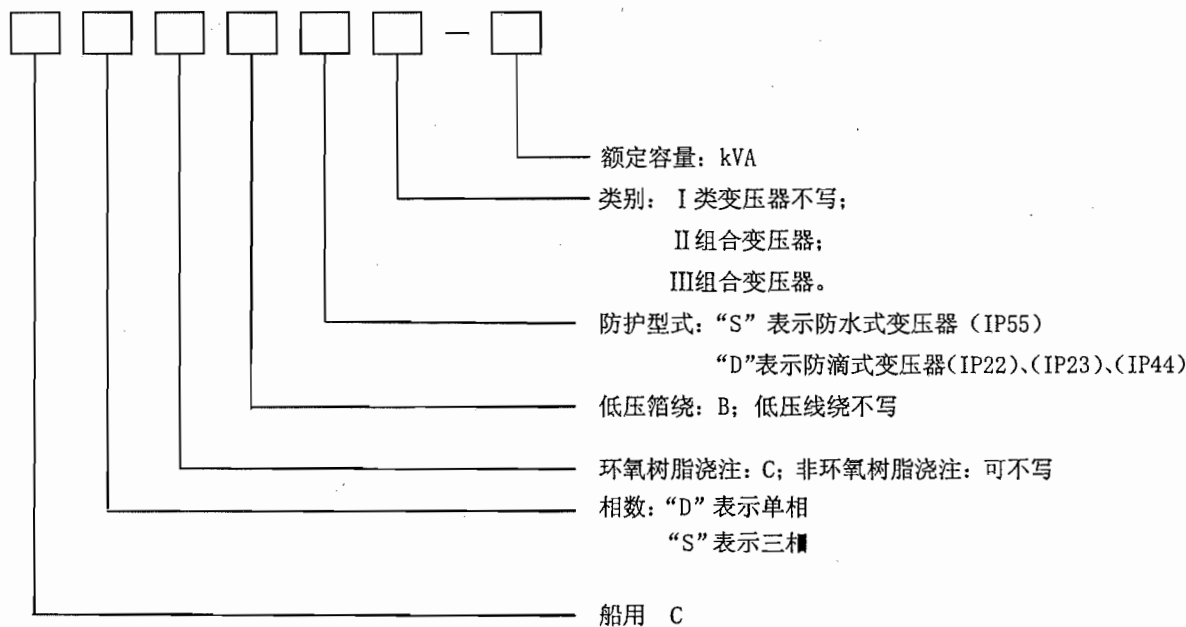 额定容量: kVA
类别: Ⅰ类变压器不写;
Ⅱ组合变压器;
Ⅲ组合变压器。
防护型式: “S” 表示防水式变压器 (IP55)
“D”表示防滴式变压器(IP22)、(IP23)、(IP44)
低压箔绕: B; 低压线绕不写
环氧树脂浇注: C; 非环氧树脂浇注: 可不写
相数: “D” 表示单相
“S”表示三相
船用 C